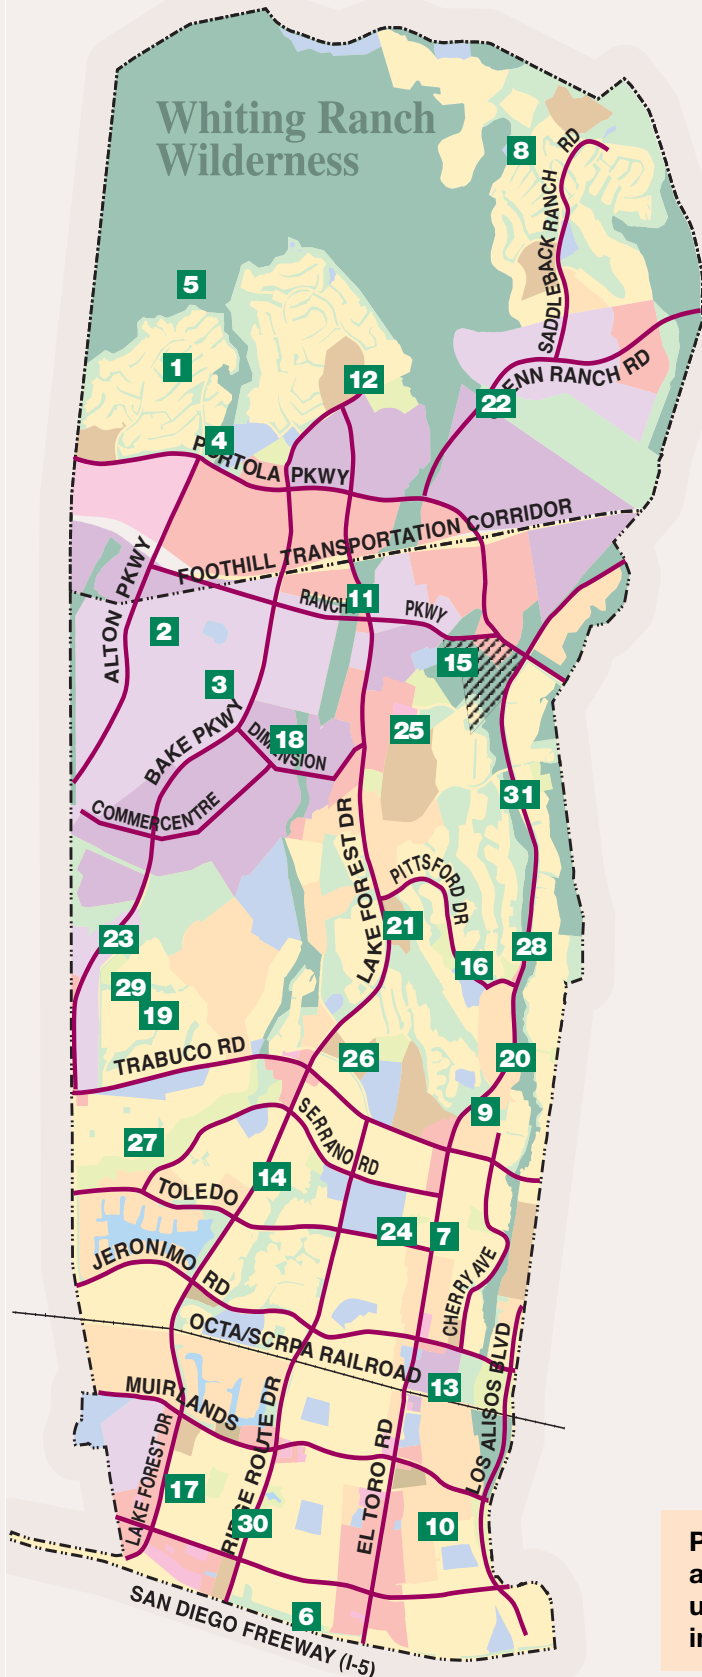 Whiting Ranch
Wilderness
8
SADDLEBACK RANCH RD
5
1
12
ENN RANCH RD
22
4
PORTOLA PKWY
FOOTHILL TRANSPORTATION CORRIDOR
ALTON PKWY
RANCH PKWY
11
2
15
3
BAKE PKWY
18
DIMENSION
25
COMMERCENTRE
31
LAKE FOREST DR
PITTSFORD DR
21
23
28
16
29
19
TRABUCO RD
26
20
9
SERRANO RD
27
14
TOLEDO
24
7
JERONIMO RD
CHERRY AVE
OCTA/SCRPA RAILROAD
MUIRLANDS
13
LOS ALISOS BLVD
LAKE FOREST DR
RIDGE ROUTE DR
EL TORO RD
17
30
10
SAN DIEGO FREEWAY (I-5)
6
P
a
u
in